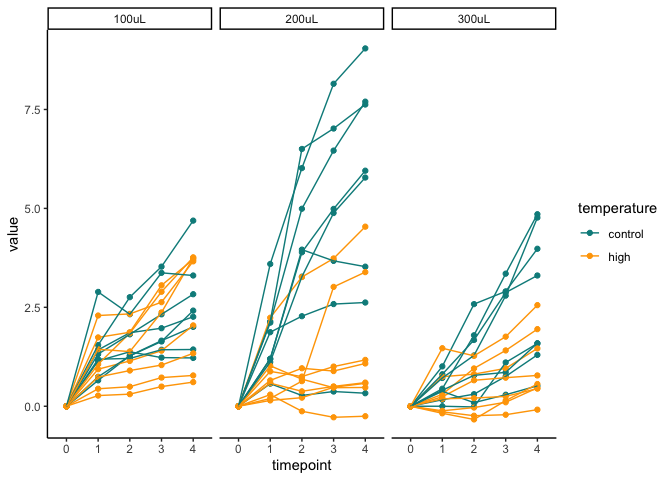 100uL 200uL 300uL
7.5
5.0
2.5
0.0
value
0 1 2 3 4 0 1 2 3 4 0 1 2 3 4
timepoint
temperature
control
high